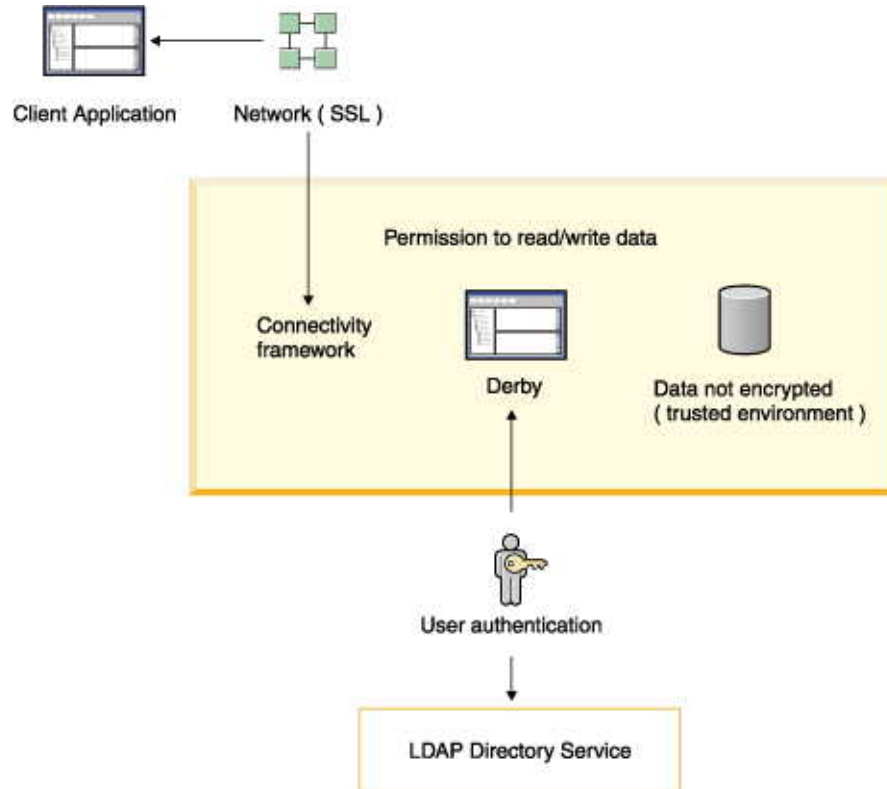 Client Application
Network ( SSL )
Permission to read/write data
Connectivity
framework
Derby
Data not encrypted
( trusted environment )
User authentication
LDAP Directory Service